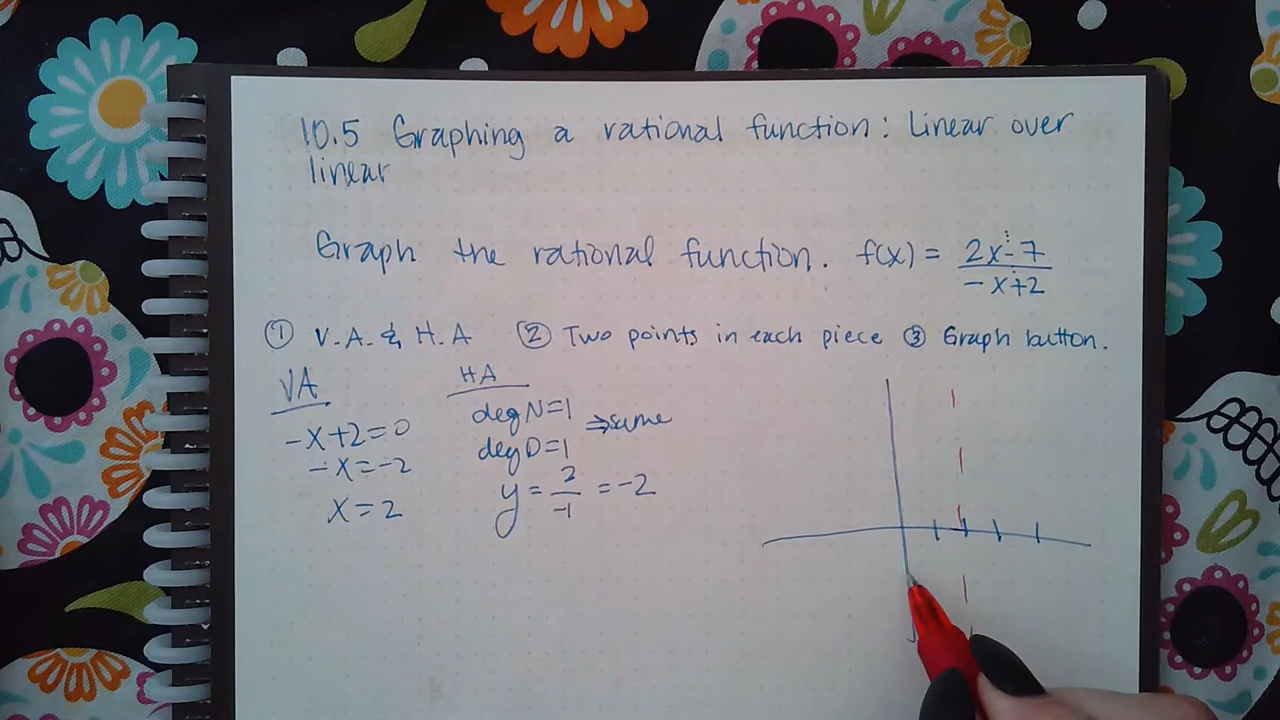 10.5 Graphing a rational function: Linear over
linear
Graph the rational function. f(x) = 2x-7
-x+2
① V.A. & H.A ② Two points in each piece ③ Graph button.
VA
-x+2=0
-x=-2
x=2
HA
deg N=1
deg D=1
⇒same
y = 2/-1 = -2